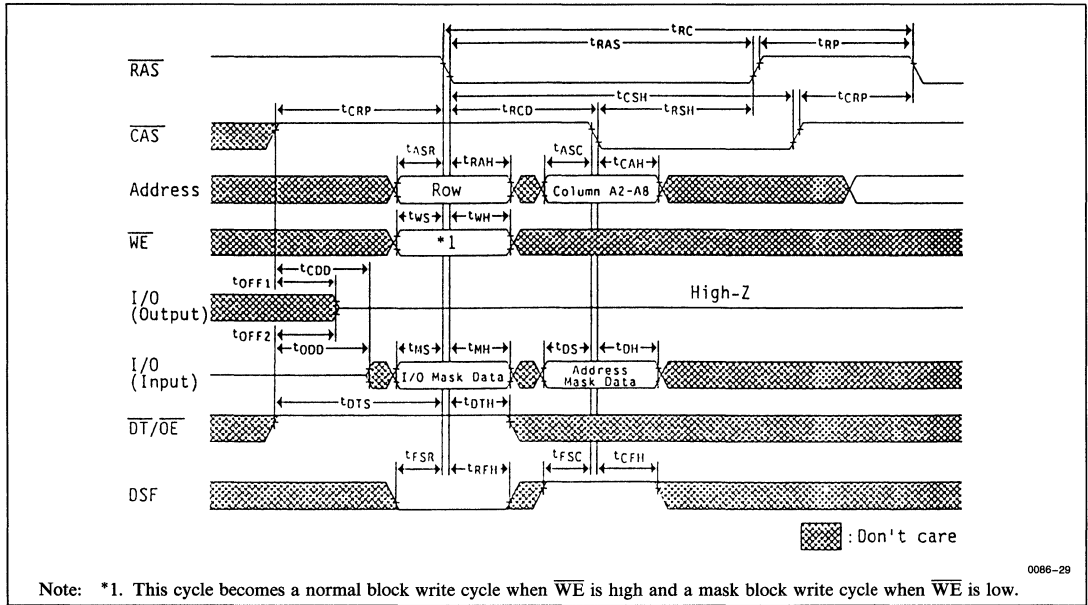 tRC
tRAS tRP
RAS
tCSH
tCRP tRCD tRSH tCRP
CAS
tASR tRAH tASC tCAH
Address Row Column A2-A8
tWS tWH
WE *1
tCDD
tOFF1
I/O (Output) High-Z
tOFF2
tODD
tMS tMH tDS tDH
I/O (Input) I/O Mask Data Address Mask Data
tDTS tDTH
DT/OE
tFSR tRFH tFSC tCFH
DSF
: Don't care
0086–29
Note: *1. This cycle becomes a normal block write cycle when WE is high and a mask block write cycle when WE is low.